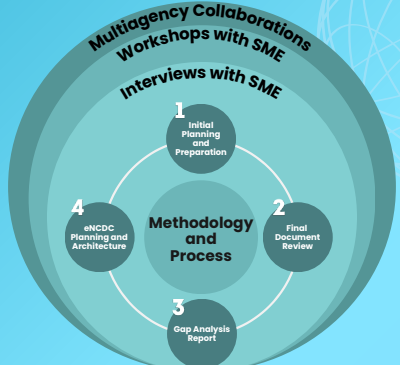 Multiagency Collaborations
Workshops with SME
Interviews with SME
1
Initial
Planning
and
Preparation
4
eNCDC
Planning and
Architecture
Methodology
and
Process
2
Final
Document
Review
3
Gap Analysis
Report